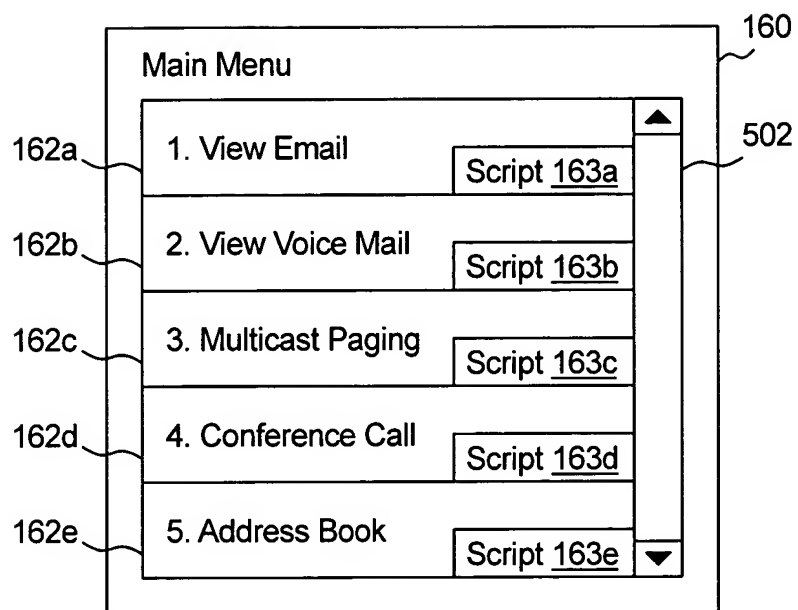 160
Main Menu
502
162a
1. View Email
Script 163a
162b
2. View Voice Mail
Script 163b
162c
3. Multicast Paging
Script 163c
162d
4. Conference Call
Script 163d
162e
5. Address Book
Script 163e